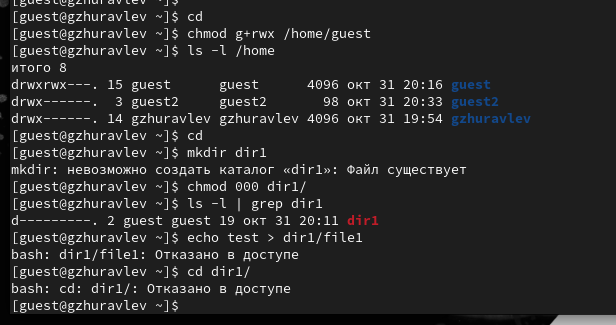 [guest@gzhuravlev ~]$ cd
[guest@gzhuravlev ~]$ chmod g+rwx /home/guest
[guest@gzhuravlev ~]$ ls -l /home
итого 8
drwxrwx---. 15 guest      guest      4096 окт 31 20:16 guest
drwx------.  3 guest2     guest2       98 окт 31 20:33 guest2
drwx------. 14 gzhuravlev gzhuravlev 4096 окт 31 19:54 gzhuravlev
[guest@gzhuravlev ~]$ cd
[guest@gzhuravlev ~]$ mkdir dir1
mkdir: невозможно создать каталог «dir1»: Файл существует
[guest@gzhuravlev ~]$ chmod 000 dir1/
[guest@gzhuravlev ~]$ ls -l | grep dir1
d---------. 2 guest guest 19 окт 31 20:11 dir1
[guest@gzhuravlev ~]$ echo test > dir1/file1
bash: dir1/file1: Отказано в доступе
[guest@gzhuravlev ~]$ cd dir1/
bash: cd: dir1/: Отказано в доступе
[guest@gzhuravlev ~]$